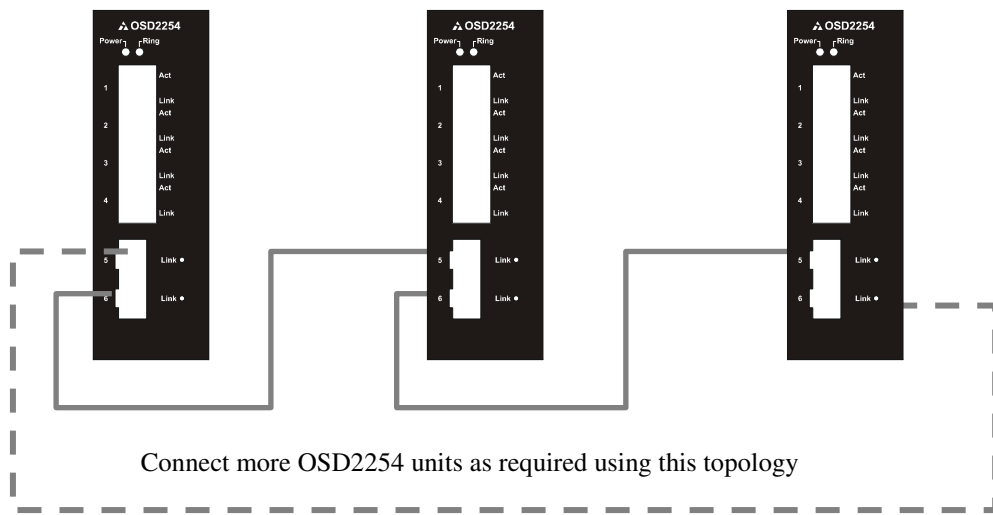 OSD2254
Power Ring
Act
1
Link
Act
2
Link
Act
3
Link
Act
4
Link
5 Link
6 Link
OSD2254
Power Ring
Act
1
Link
Act
2
Link
Act
3
Link
Act
4
Link
5 Link
6 Link
OSD2254
Power Ring
Act
1
Link
Act
2
Link
Act
3
Link
Act
4
Link
5 Link
6 Link
Connect more OSD2254 units as required using this topology